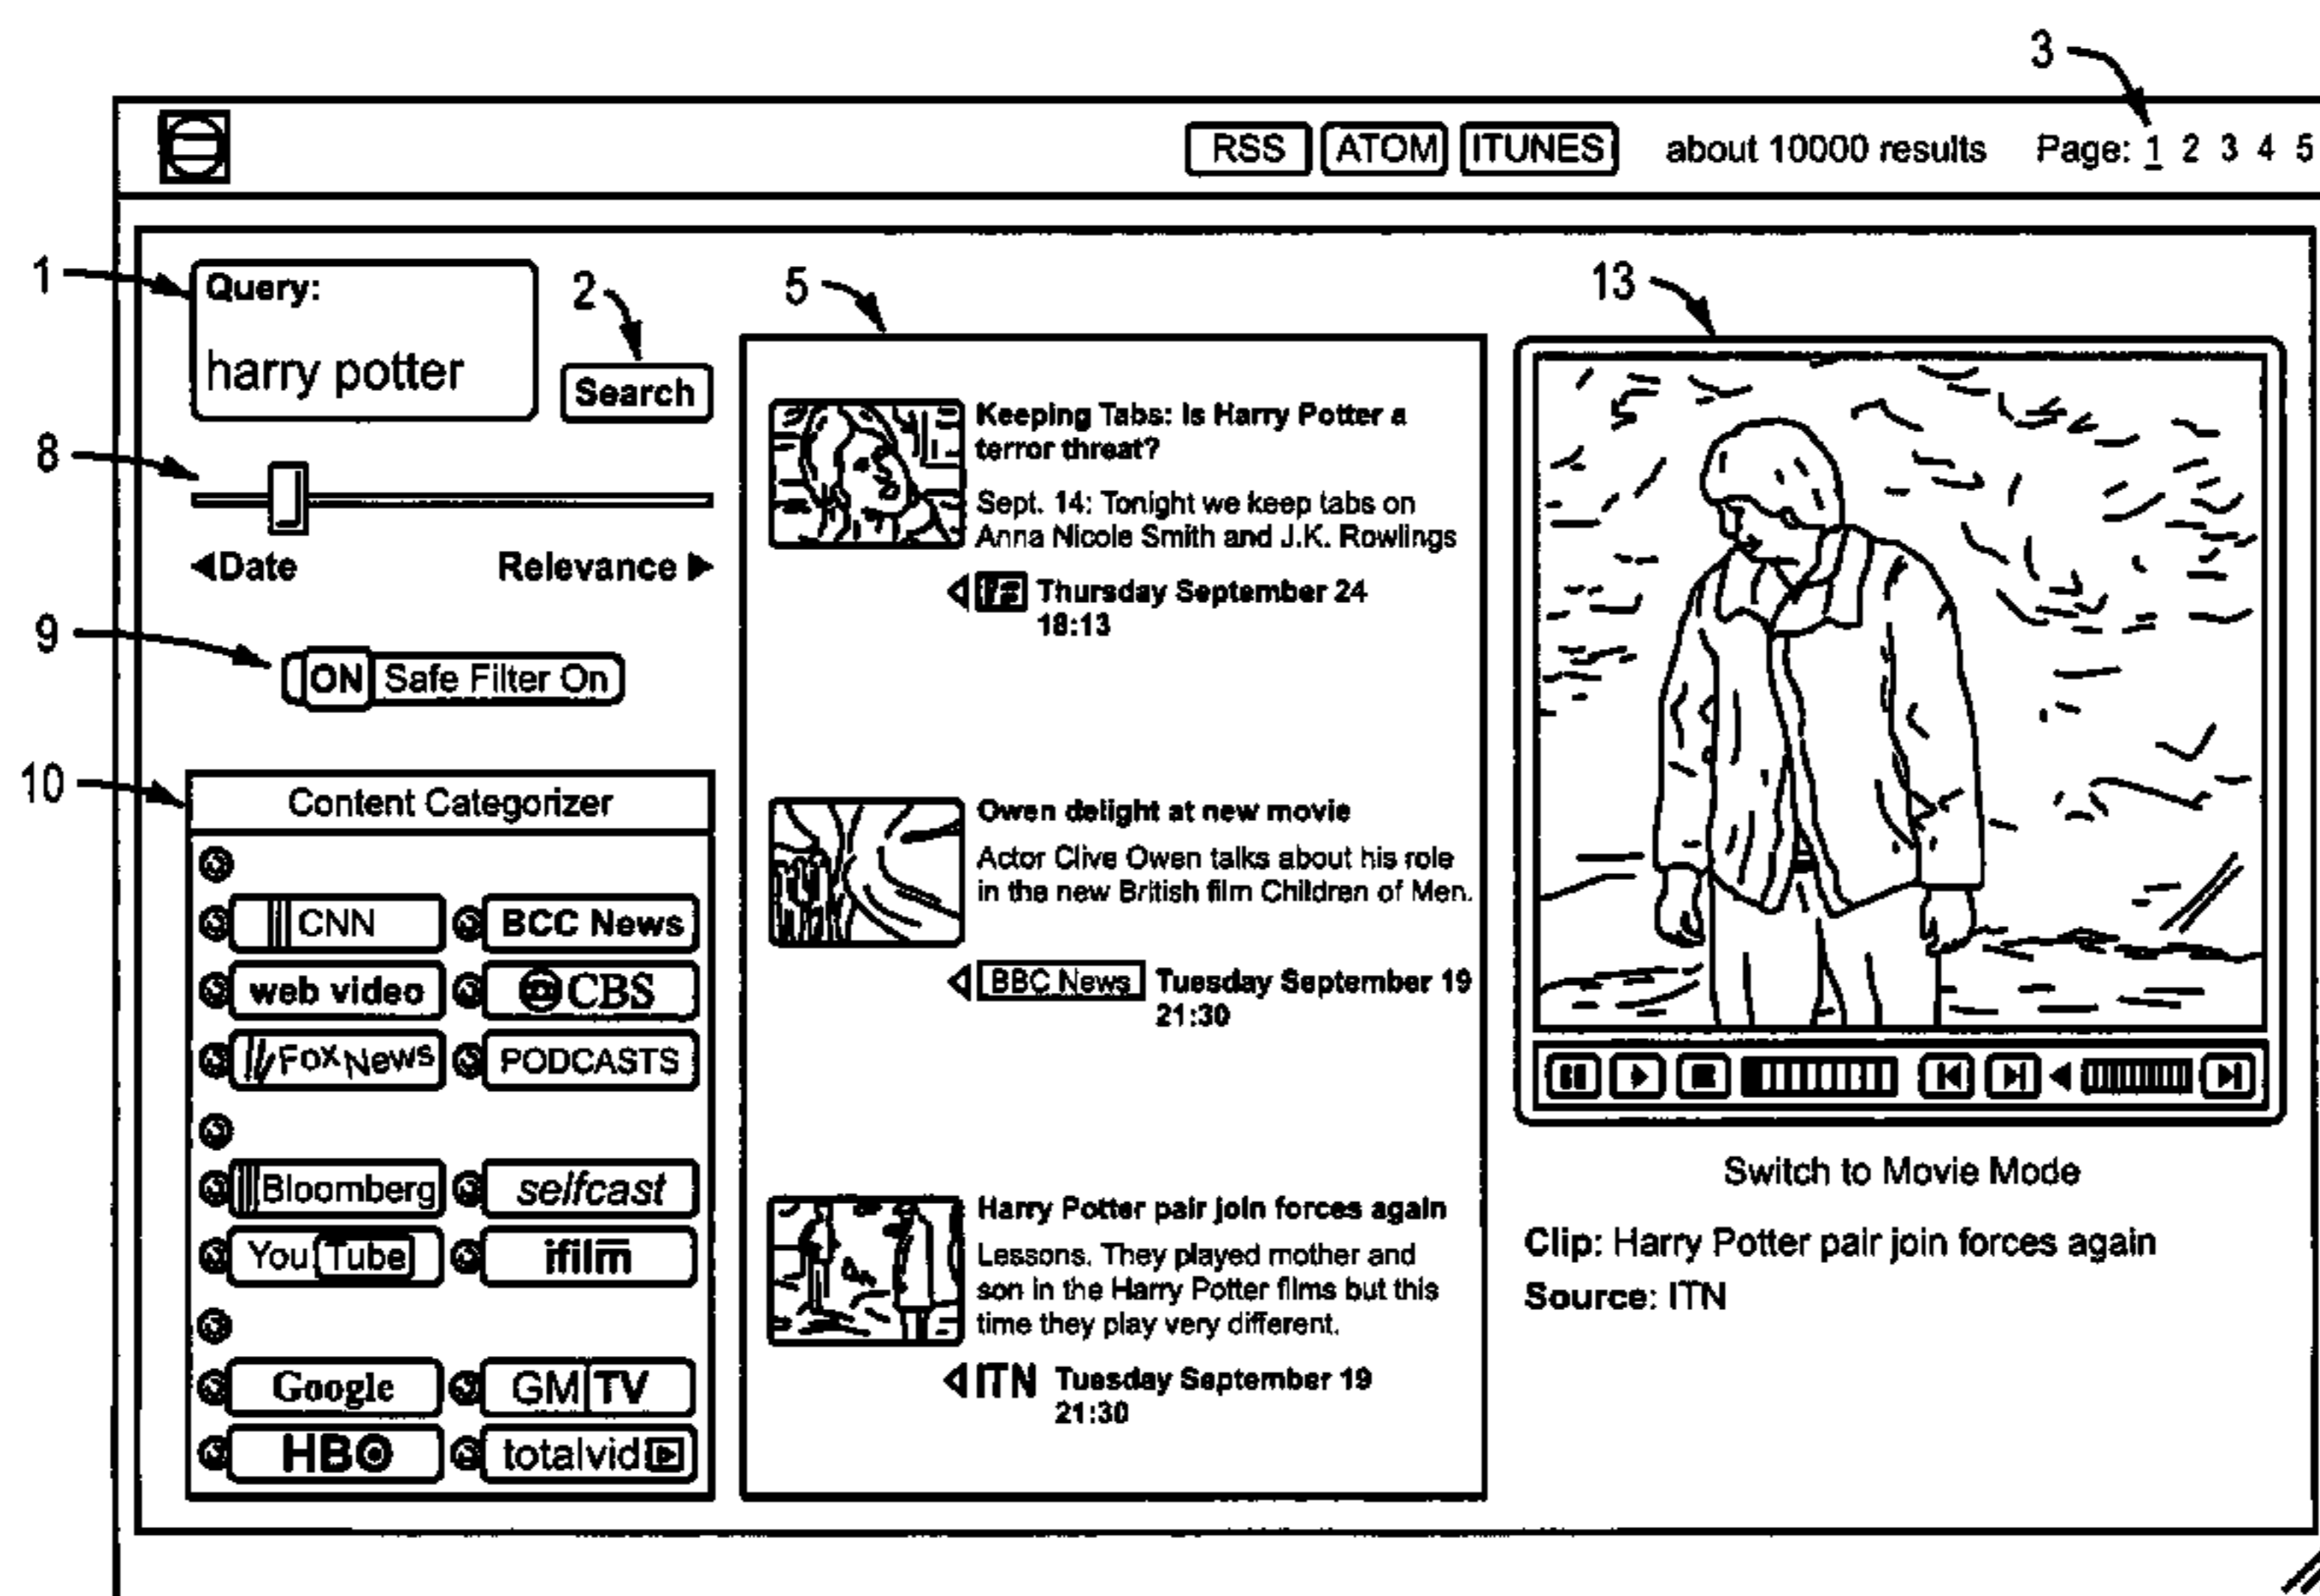 3
RSS ATOM ITUNES about 10000 results Page: 1 2 3 4 5
1
Query:
harry potter
2
Search
8
Date Relevance
9
ON Safe Filter On
10
Content Categorizer
CNN BCC News
web video CBS
Fox News PODCASTS
Bloomberg selfcast
YouTube ifilm
Google GM TV
HBO totalvid
5
Keeping Tabs: Is Harry Potter a
terror threat?
Sept. 14: Tonight we keep tabs on
Anna Nicole Smith and J.K. Rowlings
Thursday September 24
18:13
Owen delight at new movie
Actor Clive Owen talks about his role
in the new British film Children of Men.
BBC News Tuesday September 19
21:30
Harry Potter pair join forces again
Lessons. They played mother and
son in the Harry Potter films but this
time they play very different.
ITN Tuesday September 19
21:30
13
Switch to Movie Mode
Clip: Harry Potter pair join forces again
Source: ITN